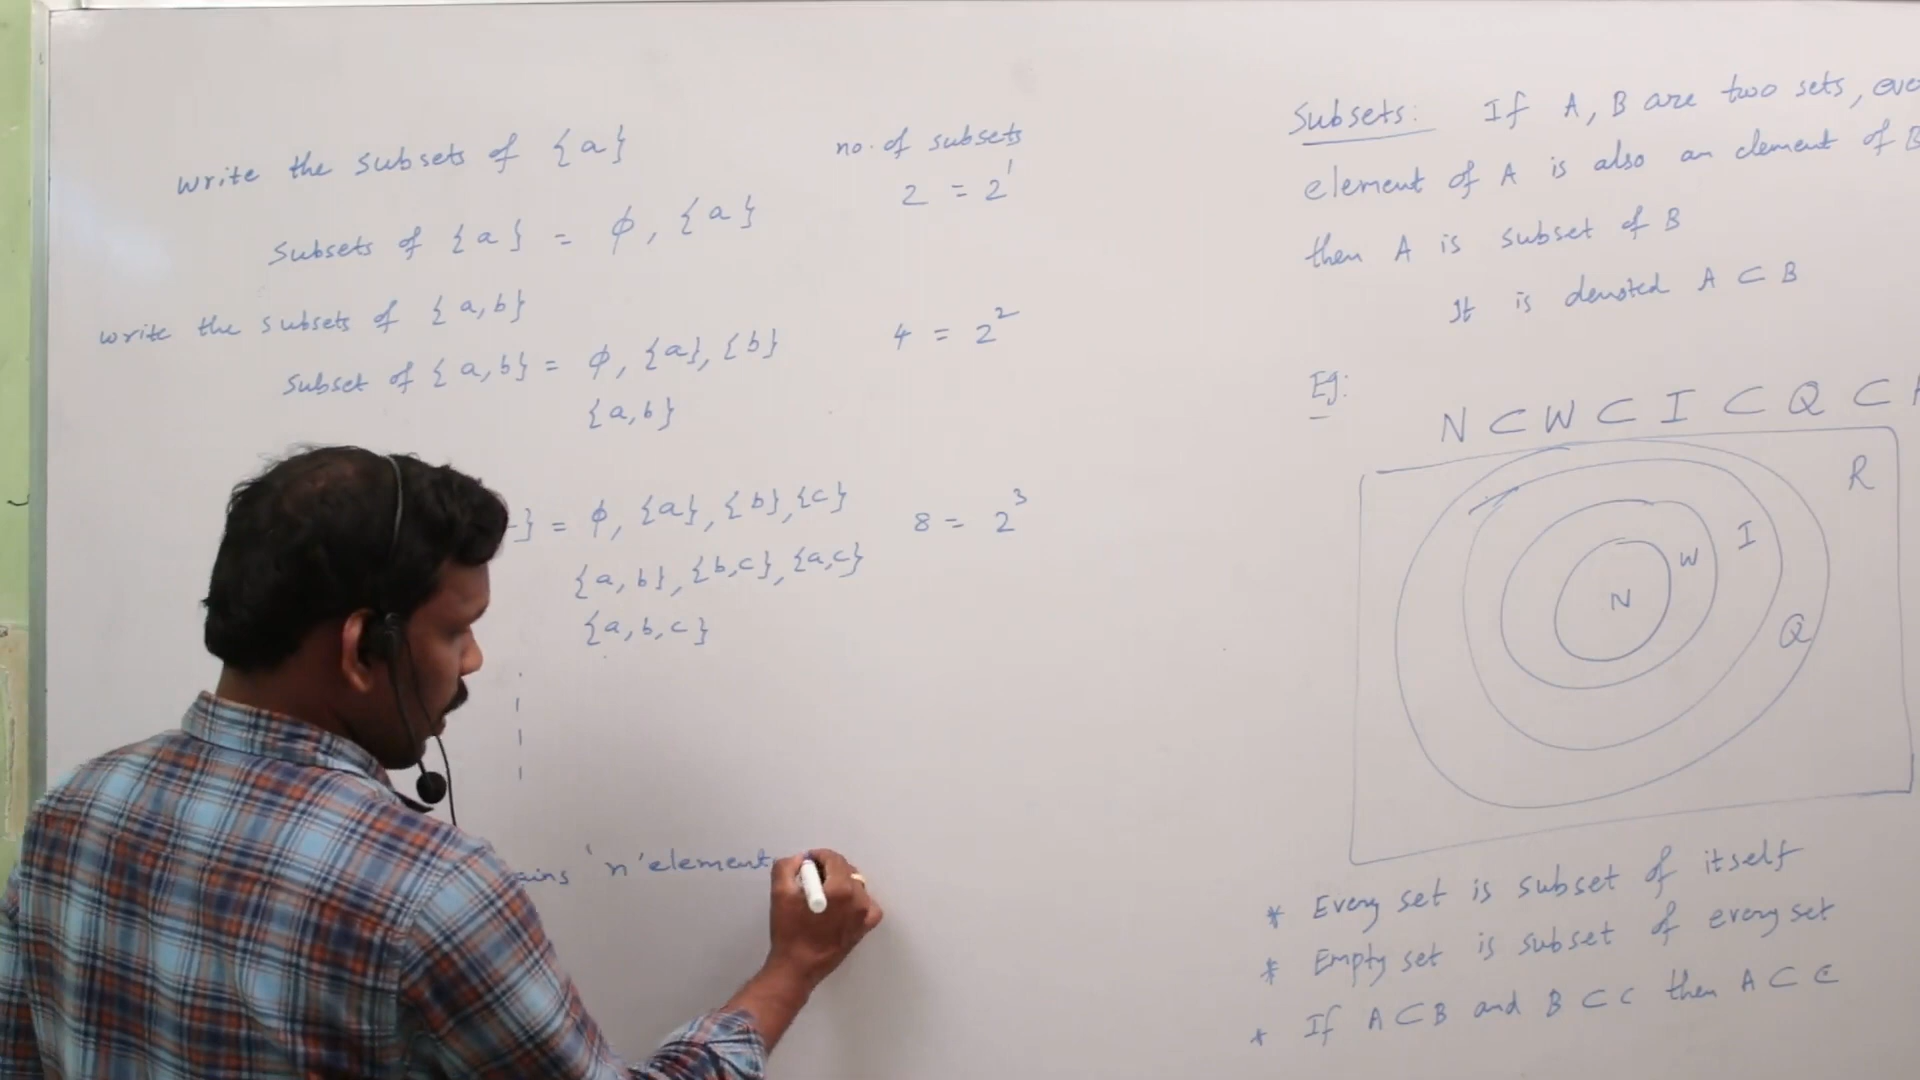 write the subsets of {a}
no. of subsets
Subsets of {a} = ϕ, {a}
2 = 2¹
write the subsets of {a,b}
Subset of {a,b} = ϕ, {a}, {b}
{a,b}
4 = 2²
} = ϕ, {a}, {b}, {c}
8 = 2³
{a, b}, {b,c}, {a,c}
{a, b, c}
'n' element
Subsets: If A, B are two sets,
element of A is also an element of B
then A is subset of B
It is denoted A ⊂ B
Eg:
N ⊂ W ⊂ I ⊂ Q ⊂
R
I
W
N
Q
* Every set is subset of itself
* Empty set is subset of every set
* If A ⊂ B and B ⊂ C then A ⊂ C